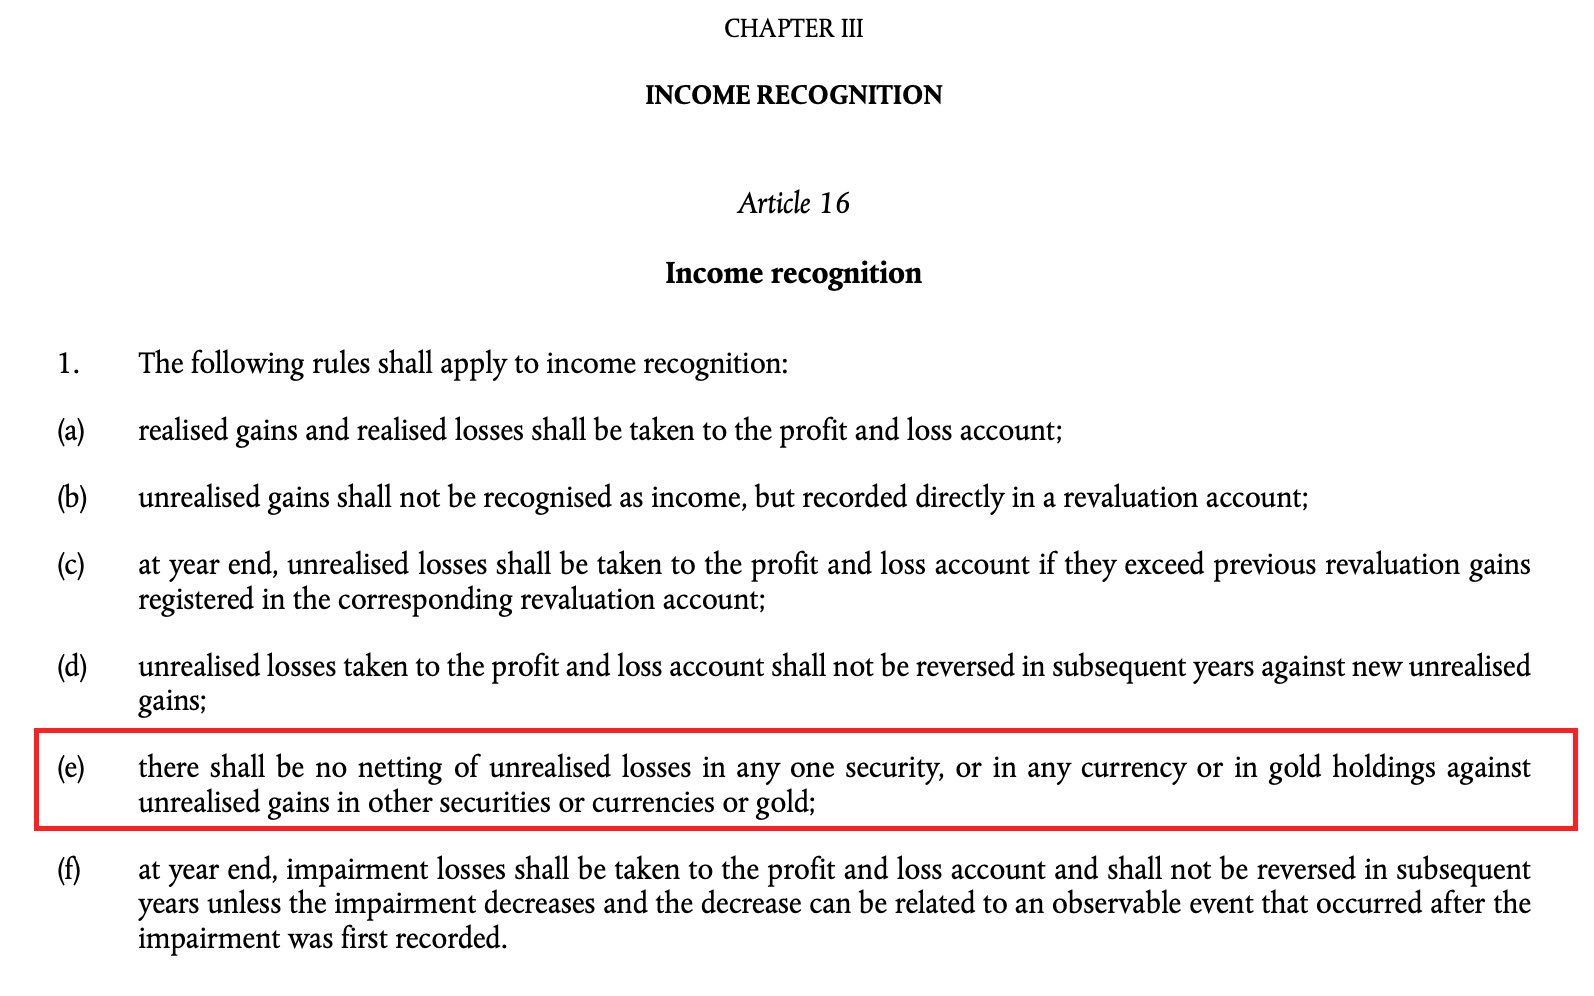 CHAPTER III
INCOME RECOGNITION
Article 16
Income recognition
1. The following rules shall apply to income recognition:
(a) realised gains and realised losses shall be taken to the profit and loss account;
(b) unrealised gains shall not be recognised as income, but recorded directly in a revaluation account;
(c) at year end, unrealised losses shall be taken to the profit and loss account if they exceed previous revaluation gains
registered in the corresponding revaluation account;
(d) unrealised losses taken to the profit and loss account shall not be reversed in subsequent years against new unrealised
gains;
(e) there shall be no netting of unrealised losses in any one security, or in any currency or in gold holdings against
unrealised gains in other securities or currencies or gold;
(f) at year end, impairment losses shall be taken to the profit and loss account and shall not be reversed in subsequent
years unless the impairment decreases and the decrease can be related to an observable event that occurred after the
impairment was first recorded.